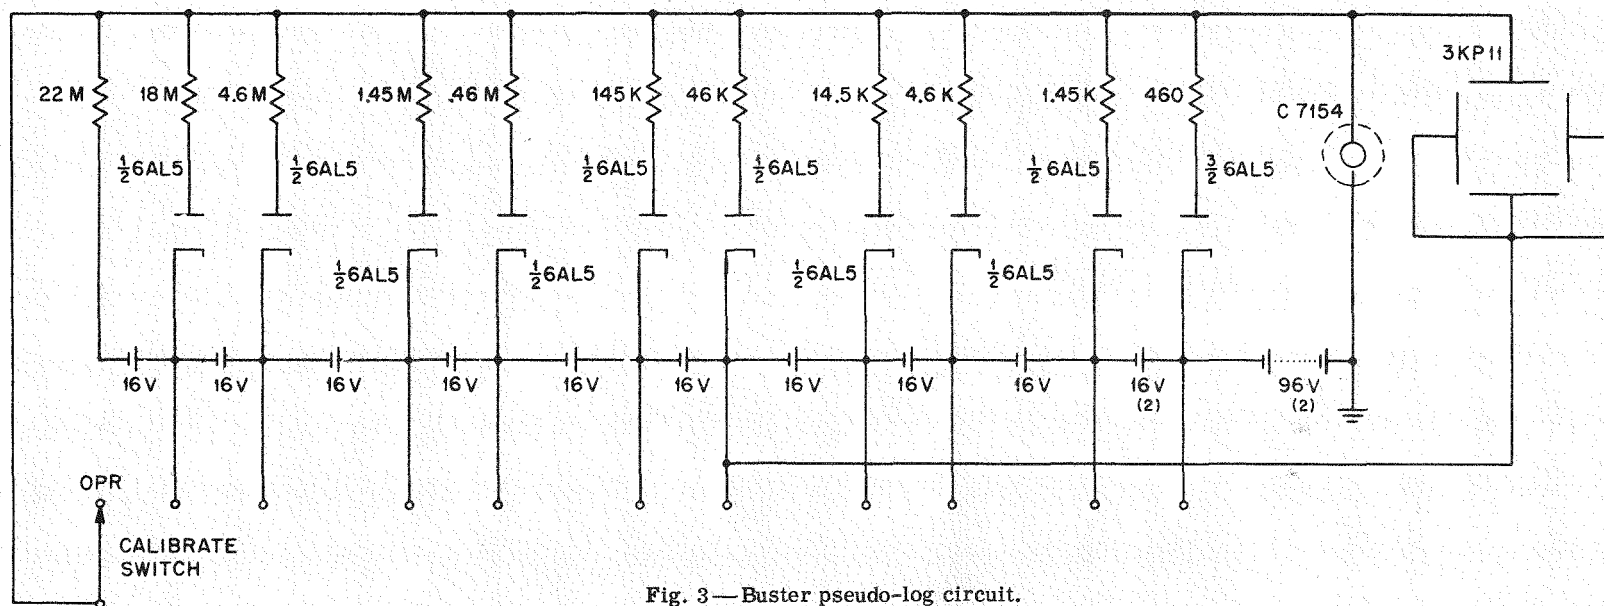 3KP11
22 M
18 M
4.6 M
1.45 M
.46 M
145 K
46 K
14.5 K
4.6 K
1.45 K
460
C 7154
1/2 6AL5
1/2 6AL5
1/2 6AL5
1/2 6AL5
1/2 6AL5
3/2 6AL5
1/2 6AL5
1/2 6AL5
1/2 6AL5
1/2 6AL5
16 V
16 V
16 V
16 V
16 V
16 V
16 V
16 V
16 V
16 V
(2)
96 V
(2)
OPR
CALIBRATE
SWITCH
Fig. 3—Buster pseudo-log circuit.